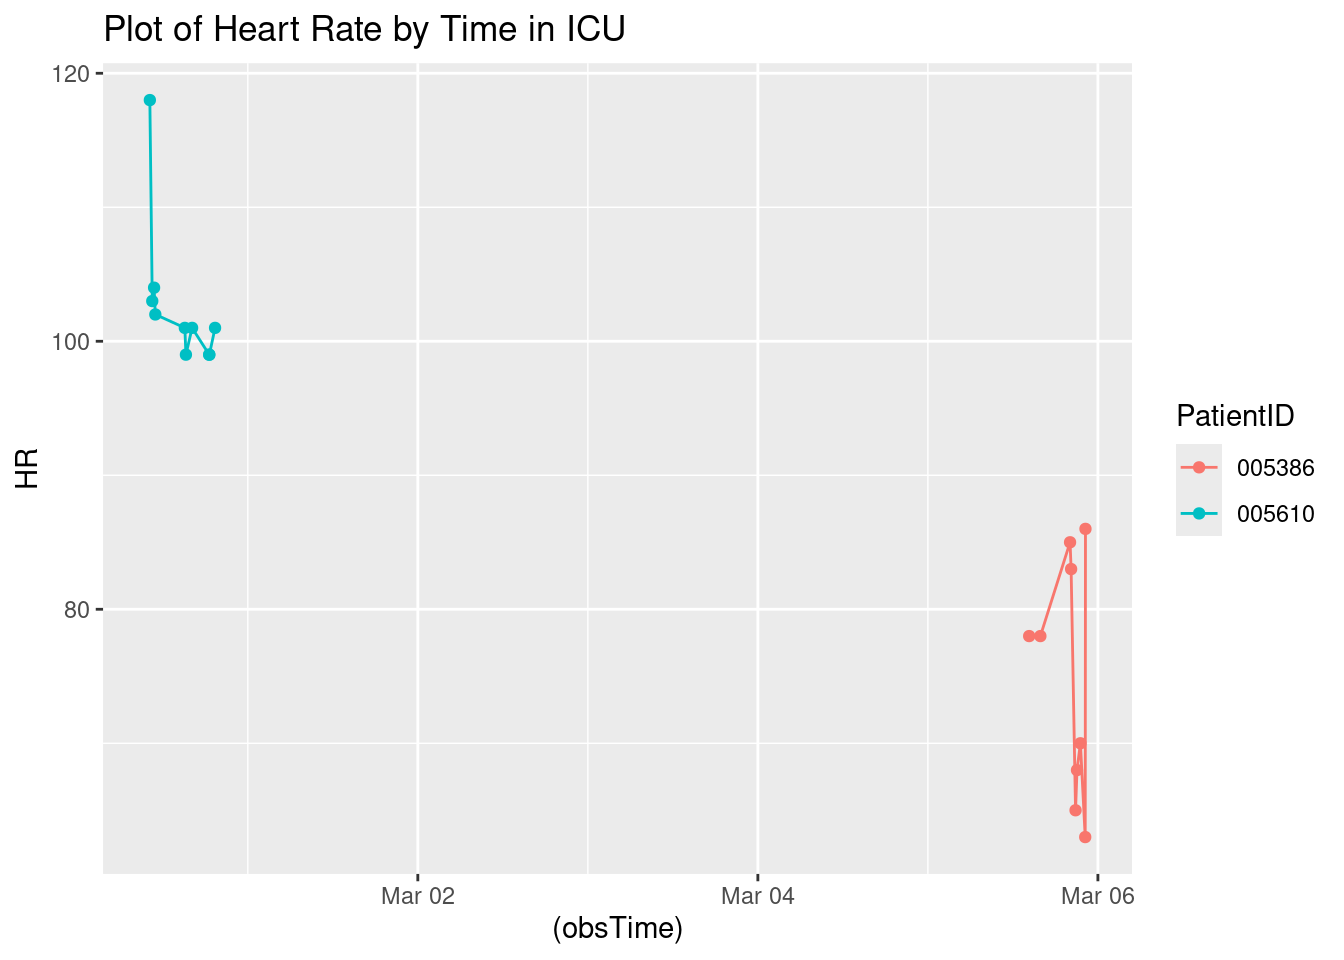 Plot of Heart Rate by Time in ICU
120
100
80
HR
Mar 02
Mar 04
Mar 06
(obsTime)
PatientID
005386
005610